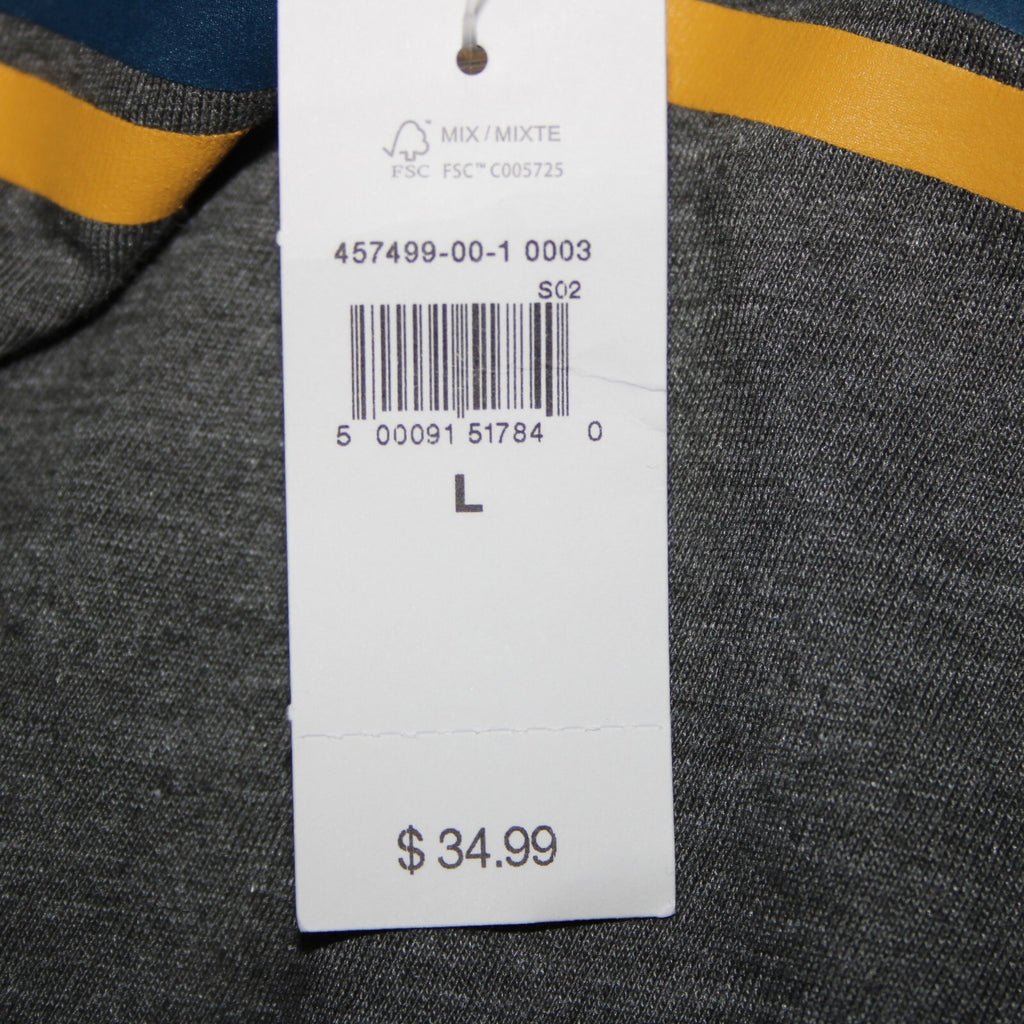 MIX / MIXTE
FSC FSC™ C005725
457499-00-1 0003
S02
5 00091 51784 0
L
$ 34.99